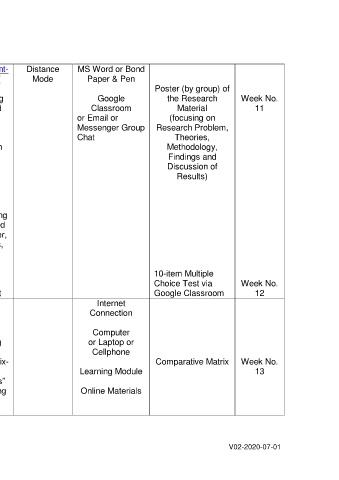 nt-
g
d
n
ng
d
er,
s,
t
g
ix-
s"
ng
Distance
Mode
MS Word or Bond
Paper & Pen
Google
Classroom
or Email or
Messenger Group
Chat
Poster (by group) of
the Research
Material
(focusing on
Research Problem,
Theories,
Methodology,
Findings and
Discussion of
Results)
Week No.
11
10-item Multiple
Choice Test via
Google Classroom
Week No.
12
Internet
Connection
Computer
or Laptop or
Cellphone
Learning Module
Online Materials
Comparative Matrix
Week No.
13
V02-2020-07-01